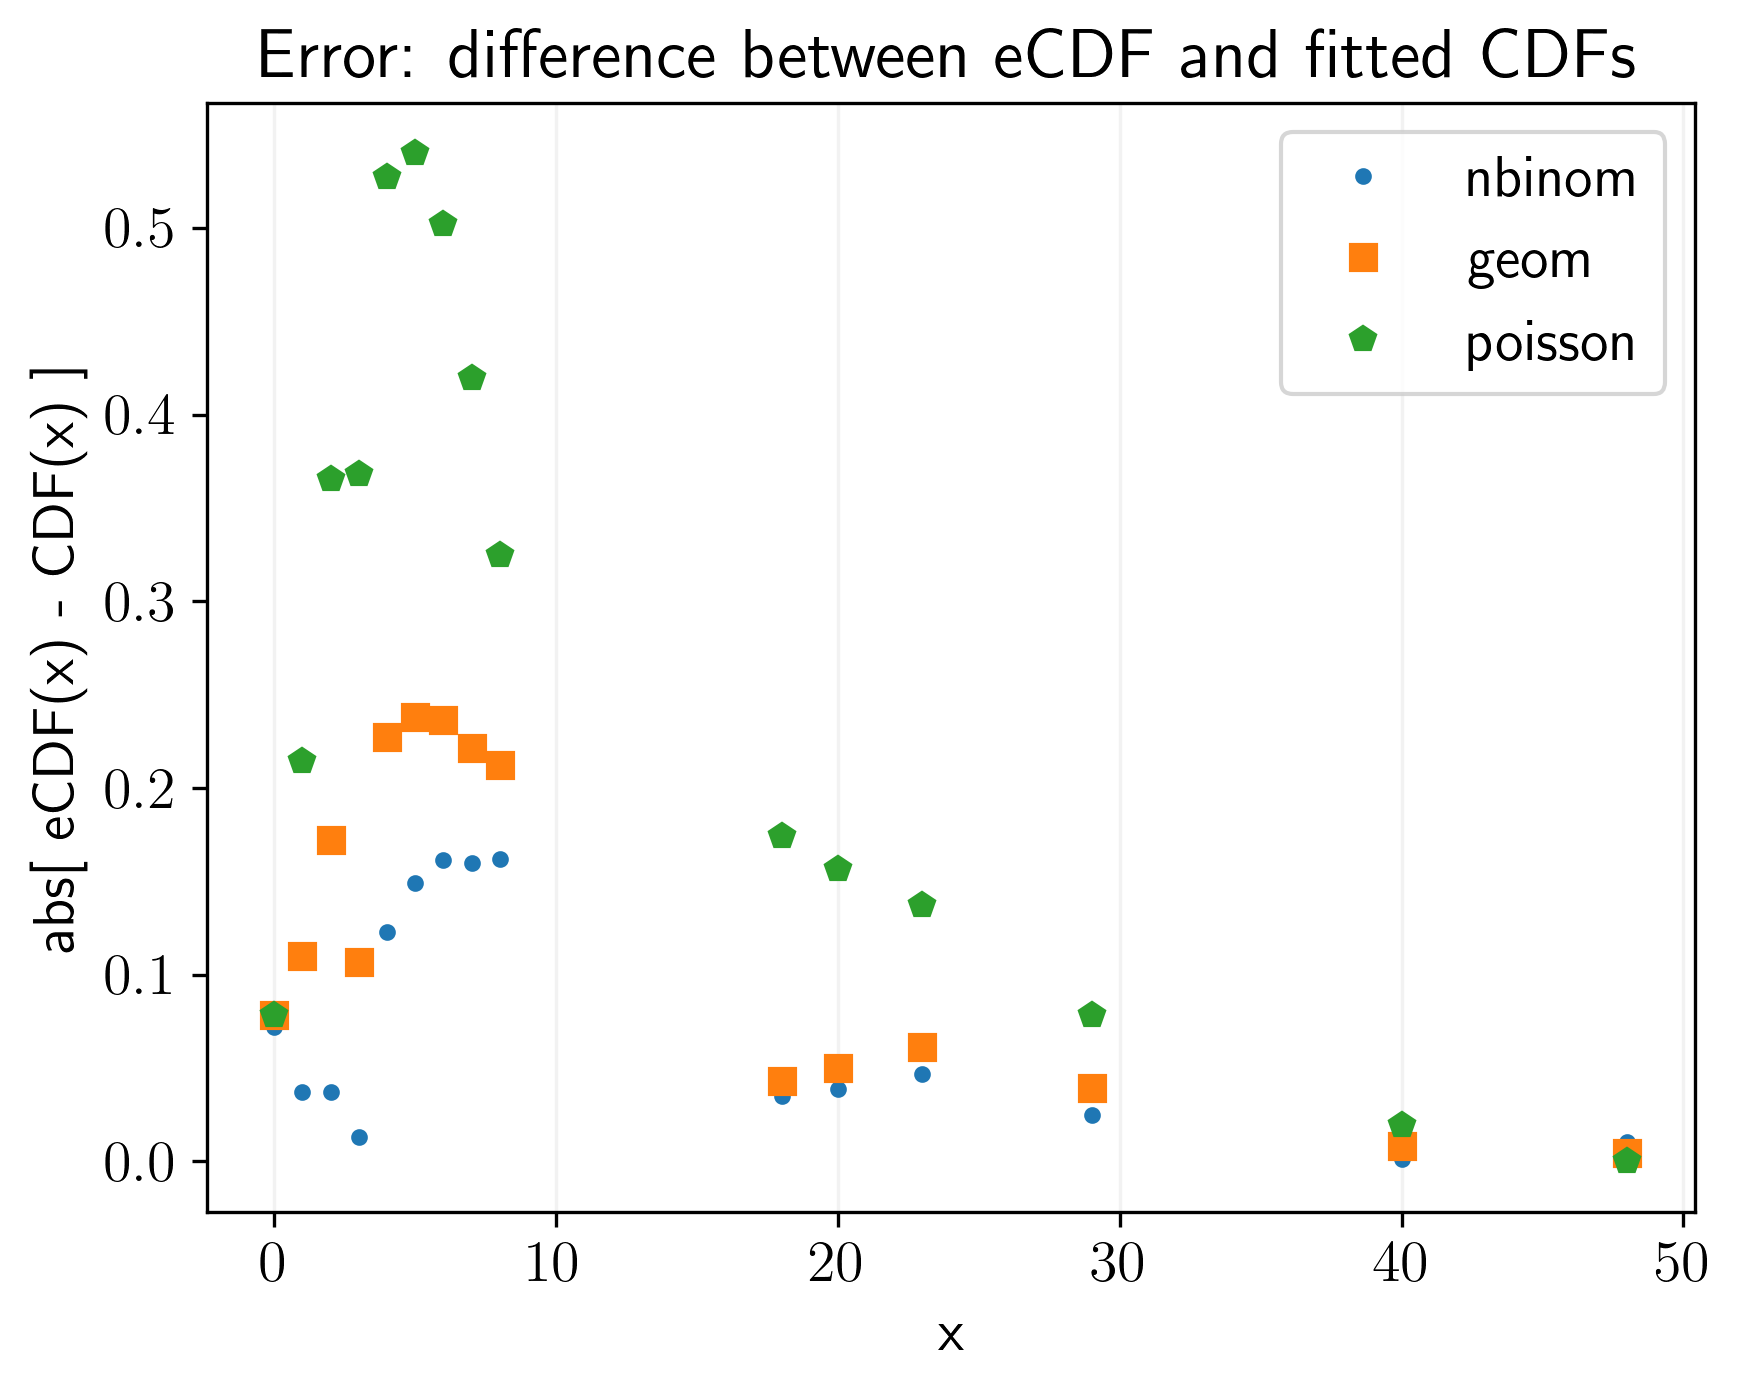 Error: difference between eCDF and fitted CDFs
nbinom
geom
poisson
abs[ eCDF(x) - CDF(x) ]
0.5
0.4
0.3
0.2
0.1
0.0
0 10 20 30 40 50
x